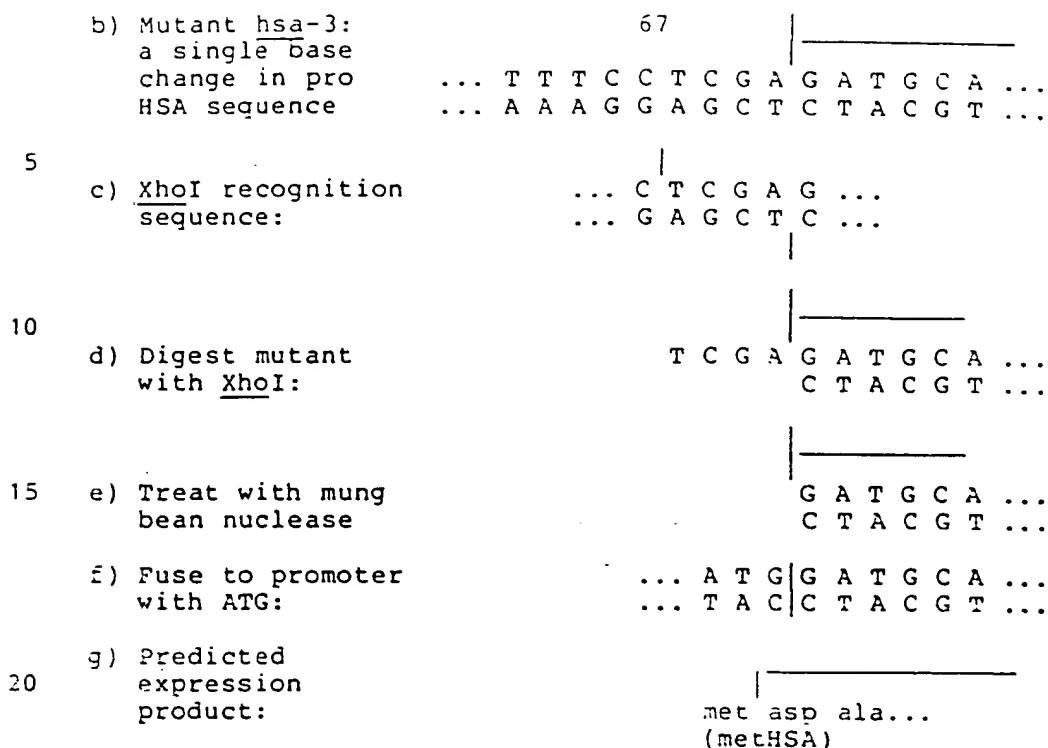 b) Mutant hsa-3: 67
a single base
change in pro ... T T T C C T C G A G A T G C A ...
HSA sequence ... A A A G G A G C T C T A C G T ...
5
c) XhoI recognition ... C T C G A G ...
sequence: ... G A G C T C ...
10
d) Digest mutant T C G A G A T G C A ...
with XhoI: C T A C G T ...
15 e) Treat with mung G A T G C A ...
bean nuclease C T A C G T ...
f) Fuse to promoter ... A T G G A T G C A ...
with ATG: ... T A C C T A C G T ...
g) Predicted
20 expression
product: met asp ala...
(metHSA)